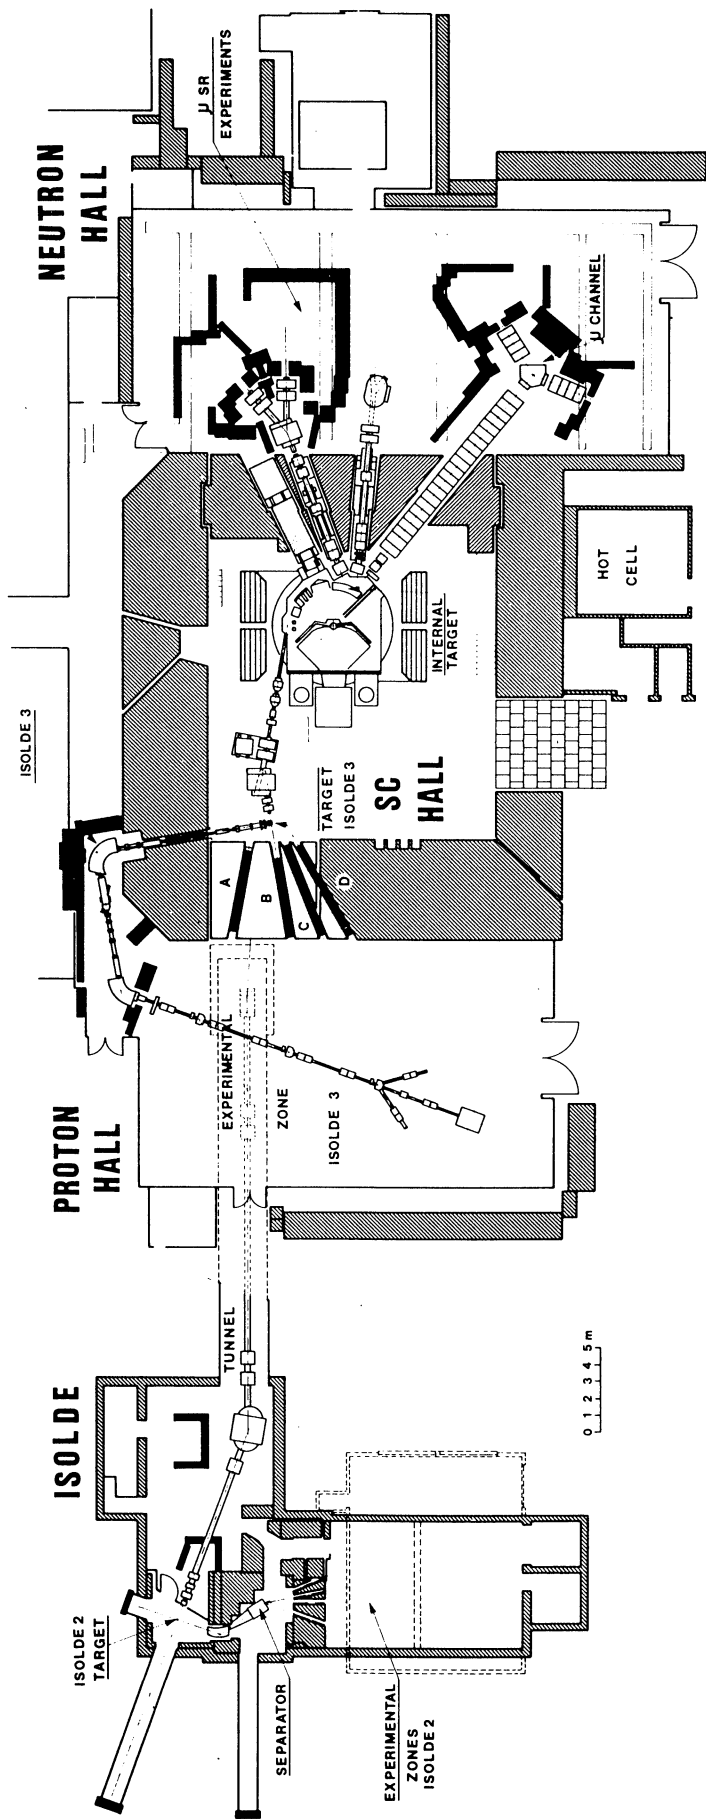 ISOLDE
PROTON
HALL
NEUTRON
HALL
ISOLDE 3
µ SR
EXPERIMENTS
ISOLDE 2
TARGET
SEPARATOR
EXPERIMENTAL
ZONES
ISOLDE 2
TUNNEL
EXPERIMENTAL
ZONE
ISOLDE 3
A
B
C
D
TARGET
ISOLDE 3
SC
HALL
INTERNAL
TARGET
HOT
CELL
µ CHANNEL
0 1 2 3 4 5 m